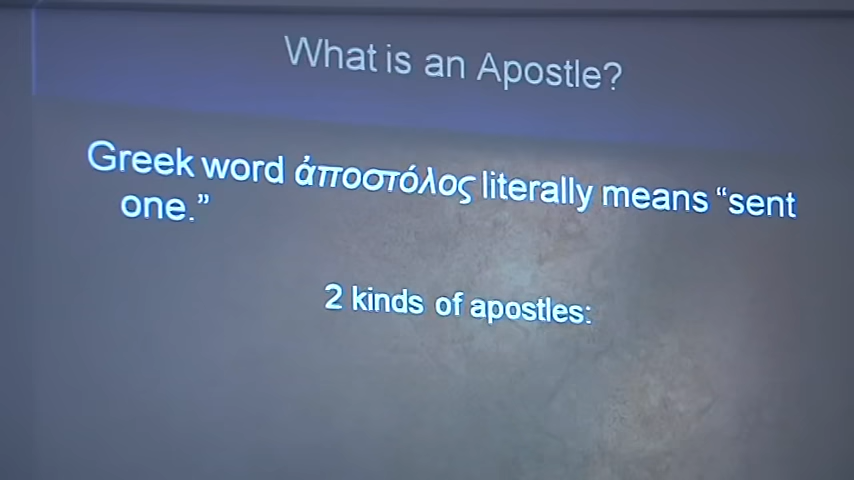 What is an Apostle?
Greek word ἀποστόλος literally means “sent
one.”
2 kinds of apostles: